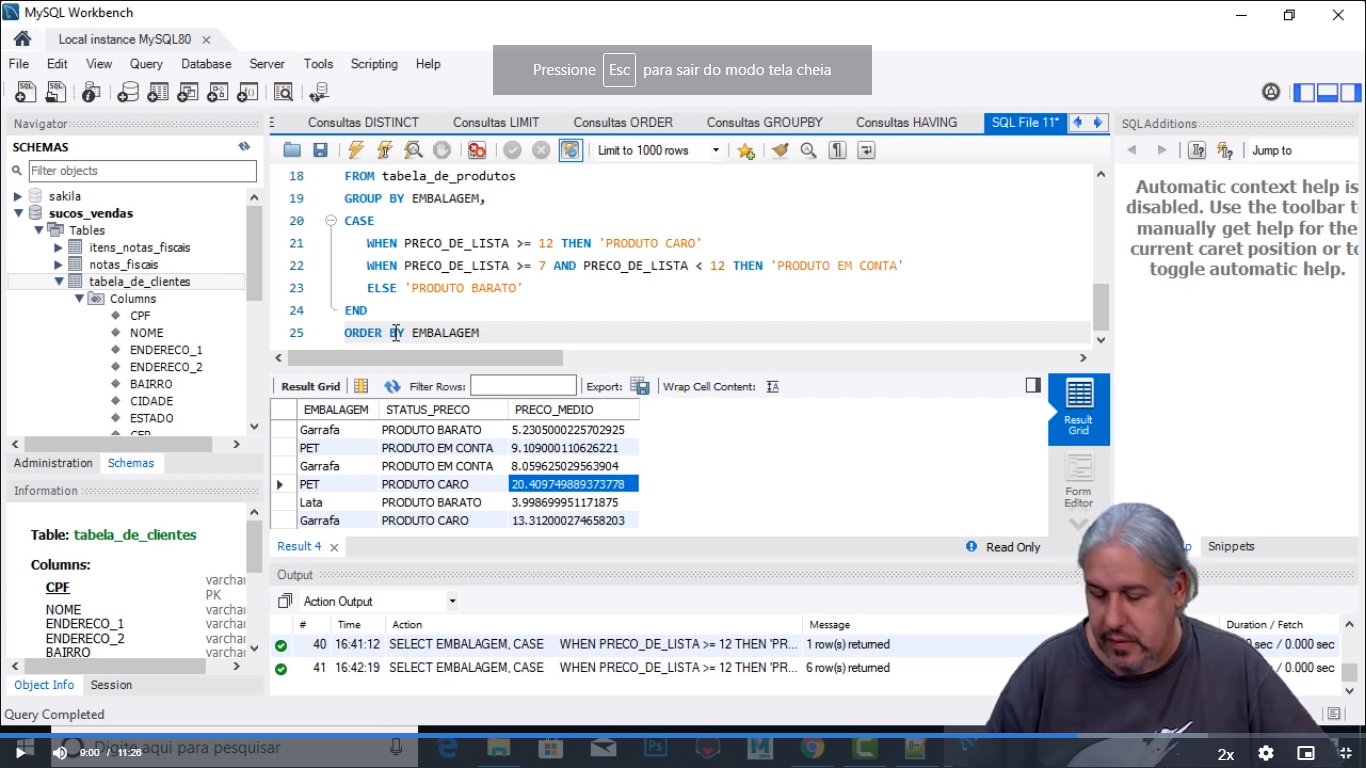 MySQL Workbench
Local instance MySQL80
File Edit View Query Database Server Tools Scripting Help
Pressione Esc para sair do modo tela cheia
Navigator
SCHEMAS
Filter objects
sakila
sucos_vendas
Tables
itens_notas_fiscais
notas_fiscais
tabela_de_clientes
Columns
CPF
NOME
ENDERECO_1
ENDERECO_2
BAIRRO
CIDADE
ESTADO
CEP
Administration Schemas
Information
Table: tabela_de_clientes
Columns:
CPF varchar PK
NOME varchar
ENDERECO_1 varchar
ENDERECO_2 varchar
BAIRRO varchar
Object Info Session
Query Completed
Consultas DISTINCT Consultas LIMIT Consultas ORDER Consultas GROUPBY Consultas HAVING SQL File 11*
Limit to 1000 rows
18 FROM tabela_de_produtos
19 GROUP BY EMBALAGEM,
20 CASE
21 WHEN PRECO_DE_LISTA >= 12 THEN 'PRODUTO CARO'
22 WHEN PRECO_DE_LISTA >= 7 AND PRECO_DE_LISTA < 12 THEN 'PRODUTO EM CONTA'
23 ELSE 'PRODUTO BARATO'
24 END
25 ORDER BY EMBALAGEM
Result Grid Filter Rows: Export: Wrap Cell Content:
EMBALAGEM STATUS_PRECO PRECO_MEDIO
Garrafa PRODUTO BARATO 5.2305000225702925
PET PRODUTO EM CONTA 9.109000110626221
Garrafa PRODUTO EM CONTA 8.059625029563904
PET PRODUTO CARO 20.409749889373778
Lata PRODUTO BARATO 3.998699951171875
Garrafa PRODUTO CARO 13.312000274658203
Result Grid
Form Editor
Result 4
Read Only
Output
Action Output
# Time Action Message Duration / Fetch
40 16:41:12 SELECT EMBALAGEM, CASE WHEN PRECO_DE_LISTA >= 12 THEN 'PR... 1 row(s) returned sec / 0.000 sec
41 16:42:19 SELECT EMBALAGEM, CASE WHEN PRECO_DE_LISTA >= 12 THEN 'PR... 6 row(s) returned sec / 0.000 sec
SQLAdditions
Jump to
Automatic context help is
disabled. Use the toolbar to
manually get help for the
current caret position or to
toggle automatic help.
Snippets
Digite aqui para pesquisar
9:00 / 11:26
2x